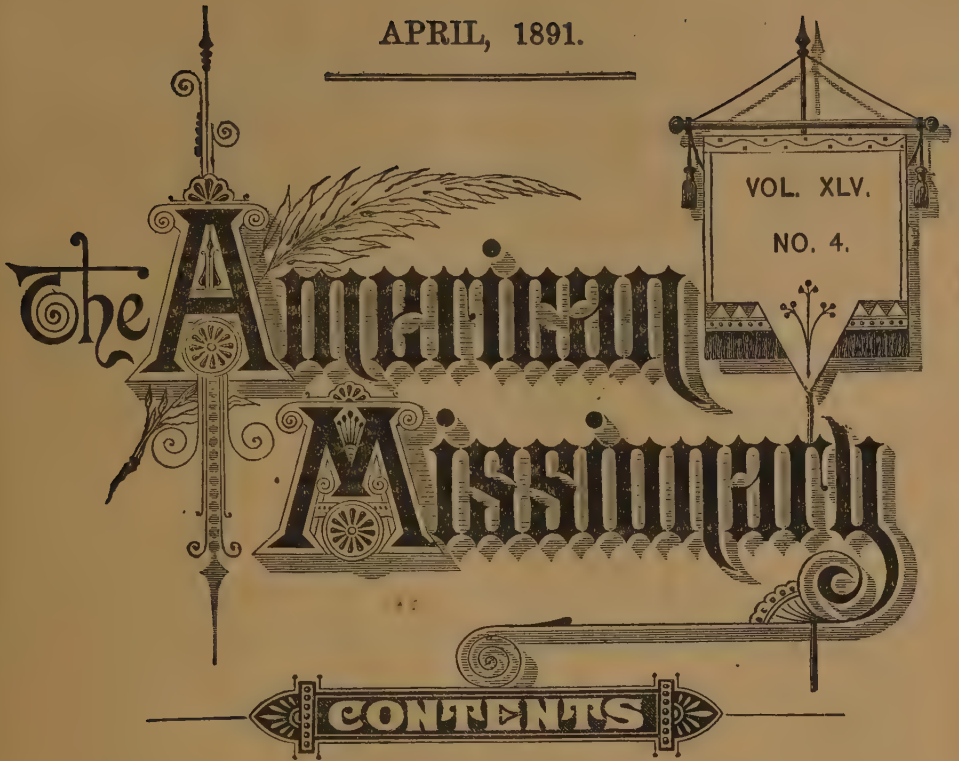 APRIL, 1891.
VOL. XLV.
NO. 4.
The American
Missionary
CONTENTS